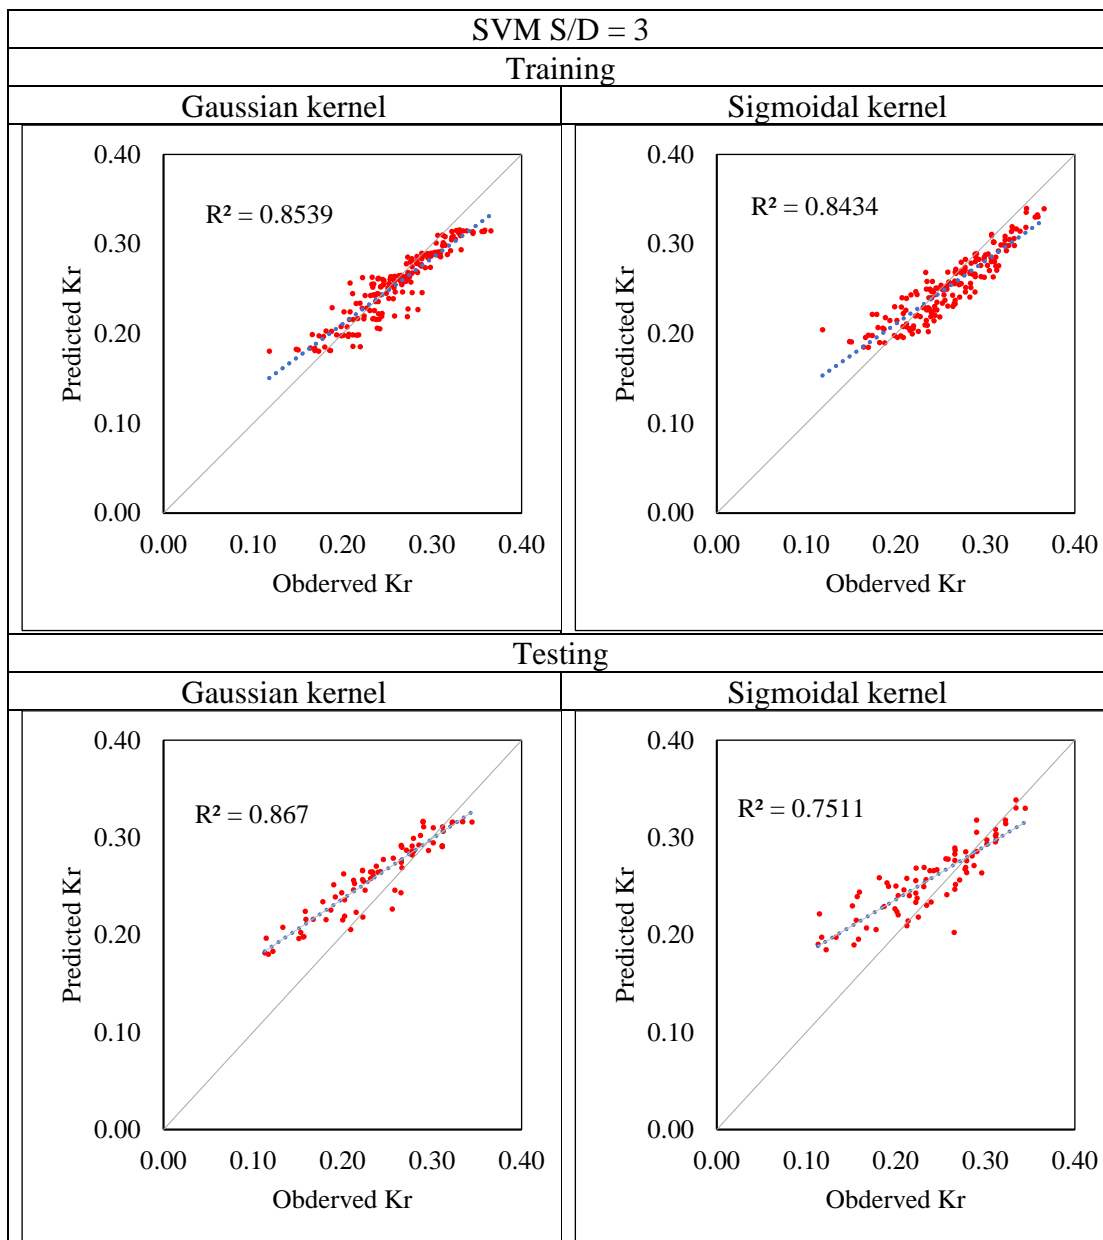 SVM S/D = 3
Training
Gaussian kernel
Sigmoidal kernel
0.40
0.30
0.20
0.10
0.00
0.00 0.10 0.20 0.30 0.40
Predicted Kr
Obderved Kr
R² = 0.8539
0.40
0.30
0.20
0.10
0.00
0.00 0.10 0.20 0.30 0.40
Predicted Kr
Obderved Kr
R² = 0.8434
Testing
Gaussian kernel
Sigmoidal kernel
0.40
0.30
0.20
0.10
0.00
0.00 0.10 0.20 0.30 0.40
Predicted Kr
Obderved Kr
R² = 0.867
0.40
0.30
0.20
0.10
0.00
0.00 0.10 0.20 0.30 0.40
Predicted Kr
Obderved Kr
R² = 0.7511